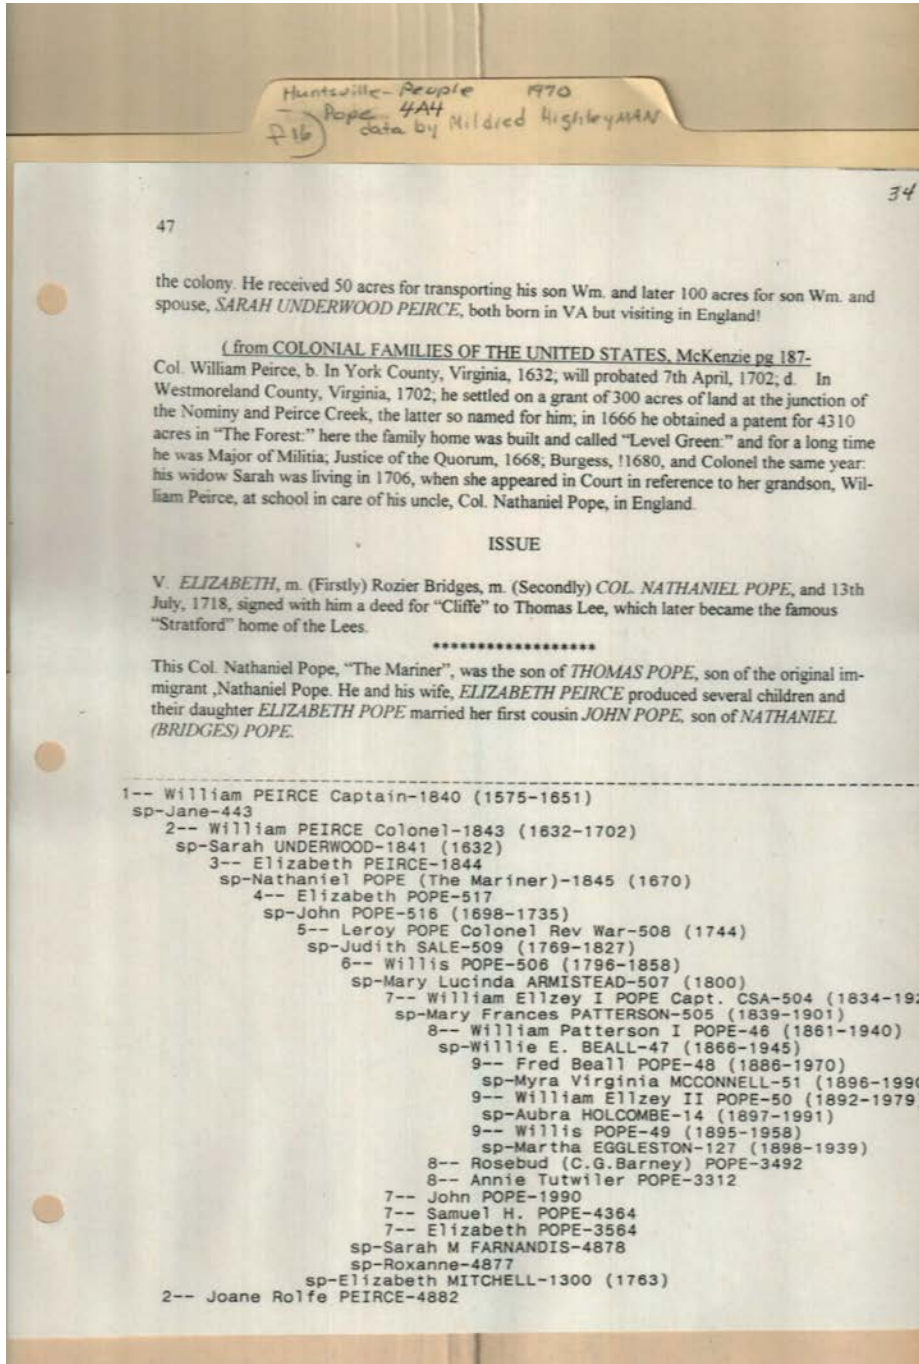 Huntsville - People 1970
Pope 4A4
f 16) data by Mildred Highleyman
34
47
the colony. He received 50 acres for transporting his son Wm. and later 100 acres for son Wm. and
spouse, SARAH UNDERWOOD PEIRCE, both born in VA but visiting in England!
( from COLONIAL FAMILIES OF THE UNITED STATES, McKenzie pg 187-
Col. William Peirce, b. In York County, Virginia, 1632; will probated 7th April, 1702; d. In
Westmoreland County, Virginia, 1702; he settled on a grant of 300 acres of land at the junction of
the Nominy and Peirce Creek, the latter so named for him; in 1666 he obtained a patent for 4310
acres in “The Forest:” here the family home was built and called “Level Green:” and for a long time
he was Major of Militia; Justice of the Quorum, 1668; Burgess, !1680, and Colonel the same year:
his widow Sarah was living in 1706, when she appeared in Court in reference to her grandson, Wil-
liam Peirce, at school in care of his uncle, Col. Nathaniel Pope, in England.
ISSUE
V. ELIZABETH, m. (Firstly) Rozier Bridges, m. (Secondly) COL. NATHANIEL POPE, and 13th
July, 1718, signed with him a deed for “Cliffe” to Thomas Lee, which later became the famous
“Stratford” home of the Lees.
******************
This Col. Nathaniel Pope, “The Mariner”, was the son of THOMAS POPE, son of the original im-
migrant ,Nathaniel Pope. He and his wife, ELIZABETH PEIRCE produced several children and
their daughter ELIZABETH POPE married her first cousin JOHN POPE, son of NATHANIEL
(BRIDGES) POPE.
1-- William PEIRCE Captain-1840 (1575-1651)
sp-Jane-443
2-- William PEIRCE Colonel-1843 (1632-1702)
sp-Sarah UNDERWOOD-1841 (1632)
3-- Elizabeth PEIRCE-1844
sp-Nathaniel POPE (The Mariner)-1845 (1670)
4-- Elizabeth POPE-517
sp-John POPE-516 (1698-1735)
5-- Leroy POPE Colonel Rev War-508 (1744)
sp-Judith SALE-509 (1769-1827)
6-- Willis POPE-506 (1796-1858)
sp-Mary Lucinda ARMISTEAD-507 (1800)
7-- William Ellzey I POPE Capt. CSA-504 (1834-192
sp-Mary Frances PATTERSON-505 (1839-1901)
8-- William Patterson I POPE-46 (1861-1940)
sp-Willie E. BEALL-47 (1866-1945)
9-- Fred Beall POPE-48 (1886-1970)
sp-Myra Virginia MCCONNELL-51 (1896-1990
9-- William Ellzey II POPE-50 (1892-1979)
sp-Aubra HOLCOMBE-14 (1897-1991)
9-- Willis POPE-49 (1895-1958)
sp-Martha EGGLESTON-127 (1898-1939)
8-- Rosebud (C.G.Barney) POPE-3492
8-- Annie Tutwiler POPE-3312
7-- John POPE-1990
7-- Samuel H. POPE-4364
7-- Elizabeth POPE-3564
sp-Sarah M FARNANDIS-4878
sp-Roxanne-4877
sp-Elizabeth MITCHELL-1300 (1763)
2-- Joane Rolfe PEIRCE-4882